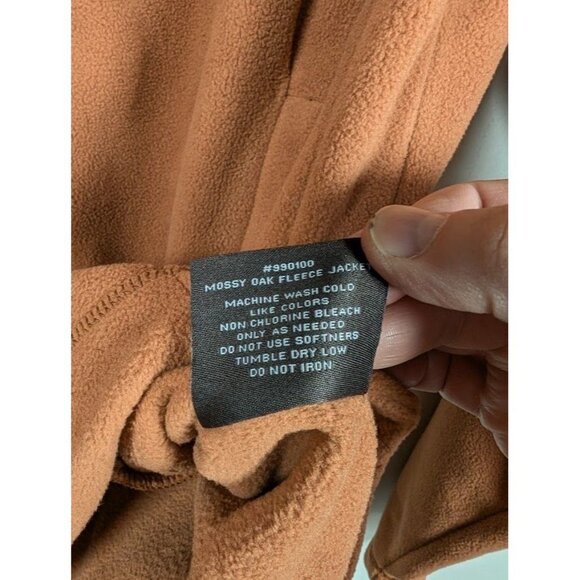 #990100
MOSSY OAK FLEECE JACKET
MACHINE WASH COLD
LIKE COLORS
NON CHLORINE BLEACH
ONLY AS NEEDED
DO NOT USE SOFTNERS
TUMBLE DRY LOW
DO NOT IRON